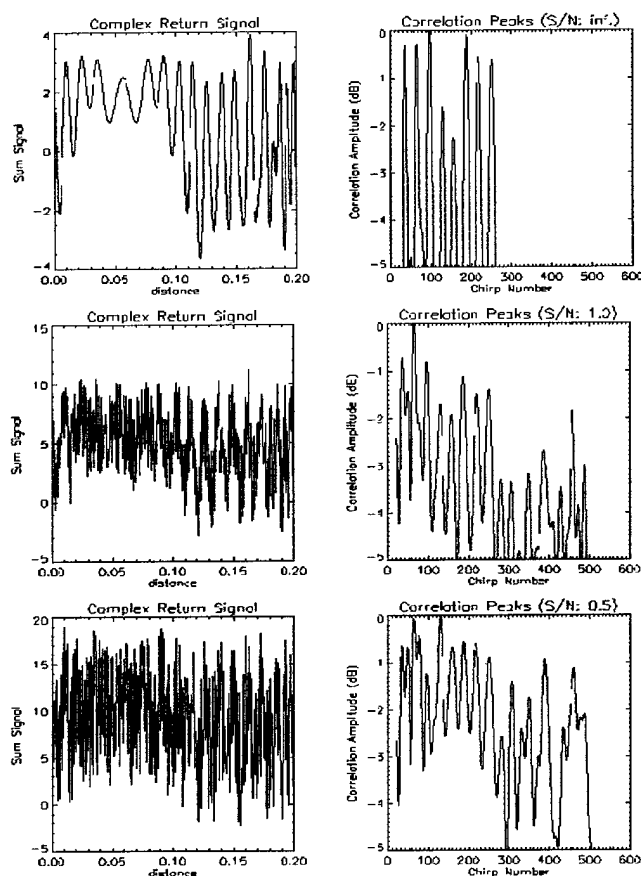 Complex Return Signal
4
2
0
-2
-4
Sum Signal
0.00 0.05 0.10 0.15 0.20
distance
Correlation Peaks (S/N: inf.)
0
-1
-2
-3
-4
-5
Correlation Amplitude (dB)
0 100 200 300 400 500 600
Chirp Number
Complex Return Signal
15
10
5
0
-5
Sum Signal
0.00 0.05 0.10 0.15 0.20
distance
Correlation Peaks (S/N: 1.0)
0
-1
-2
-3
-4
-5
Correlation Amplitude (dB)
0 100 200 300 400 500 600
Chirp Number
Complex Return Signal
20
15
10
5
0
-5
Sum Signal
0.00 0.05 0.10 0.15 0.20
distance
Correlation Peaks (S/N: 0.5)
0
-1
-2
-3
-4
-5
Correlation Amplitude (dB)
0 100 200 300 400 500 600
Chirp Number